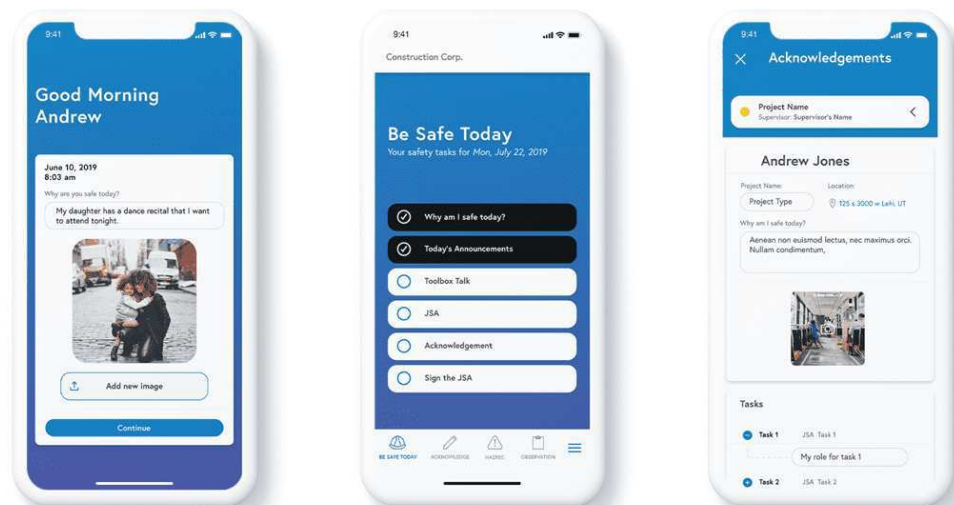 9:41
Good Morning
Andrew
June 10, 2019
8:03 am
Why are you safe today?
My daughter has a dance recital that I want
to attend tonight.
Add new image
Continue
9:41
Construction Corp.
Be Safe Today
Your safety tasks for Mon, July 22, 2019
Why am I safe today?
Today's Announcements
Toolbox Talk
JSA
Acknowledgement
Sign the JSA
BE SAFE TODAY
ACKNOWLEDGE
OBSERVATION
9:41
Acknowledgements
Project Name
Supervisor: Supervisor's Name
Andrew Jones
Project Name:
Location:
Project Type
125 s 3000 w Lehi, UT
Why am I safe today?
Aenean non euismod lectus, nec maximus orci.
Nullam condimentum,
Tasks
Task 1 JSA Task 1
My role for task 1
Task 2 JSA Task 2